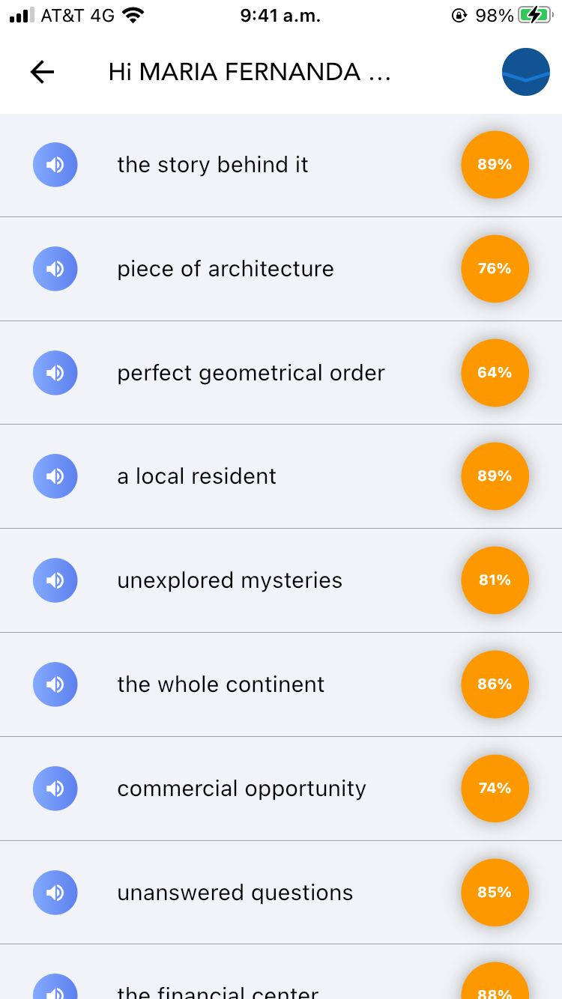 AT&T 4G 9:41 a.m. 98%
Hi MARIA FERNANDA ...
the story behind it 89%
piece of architecture 76%
perfect geometrical order 64%
a local resident 89%
unexplored mysteries 81%
the whole continent 86%
commercial opportunity 74%
unanswered questions 85%
the financial center 88%